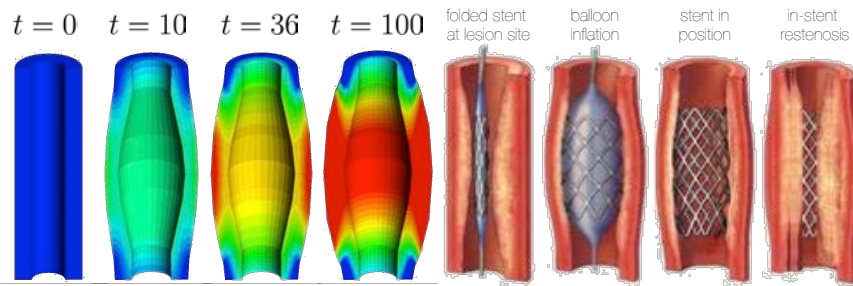 t = 0
t = 10
t = 36
t = 100
folded stent
at lesion site
balloon
inflation
stent in
position
in-stent
restenosis